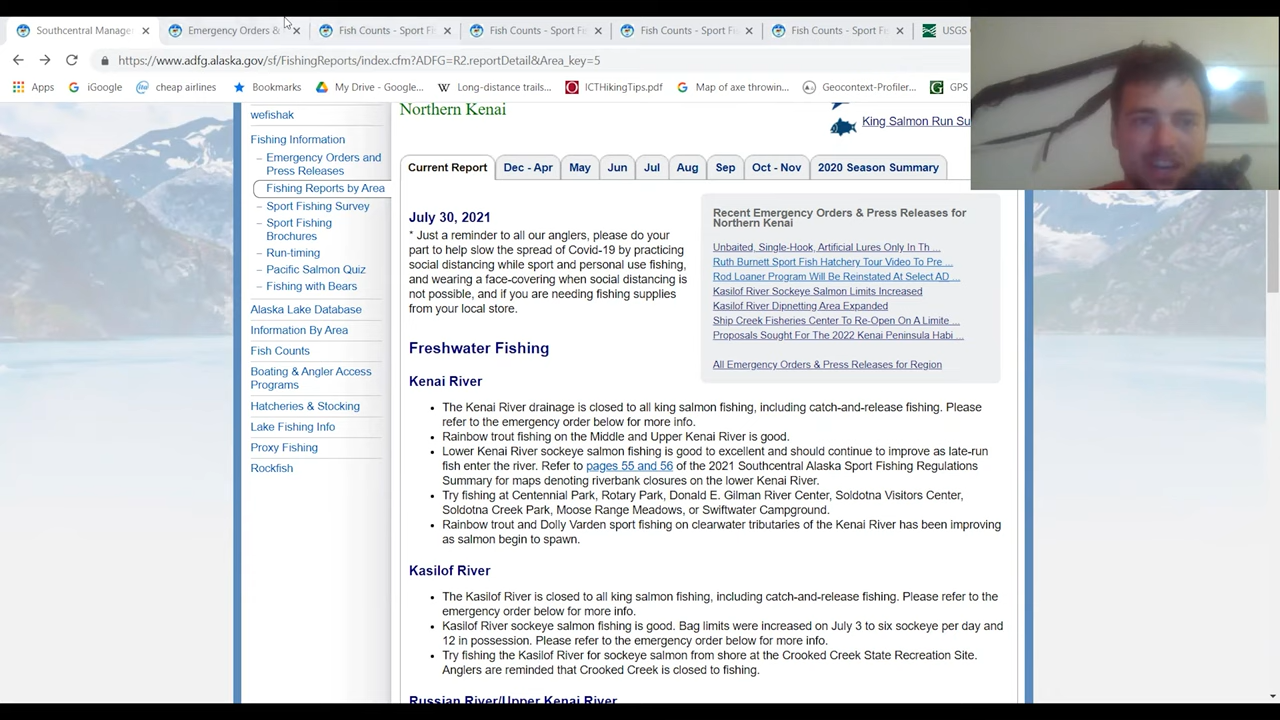 Southcentral Manage
Emergency Orders &
Fish Counts - Sport Fi
Fish Counts - Sport Fi
Fish Counts - Sport Fi
Fish Counts - Sport Fi
USGS
https://www.adfg.alaska.gov/sf/FishingReports/index.cfm?ADFG=R2.reportDetail&Area_key=5
Apps
iGoogle
cheap airlines
Bookmarks
My Drive - Google...
Long-distance trails...
ICTHikingTips.pdf
Map of axe throwin...
Geocontext-Profiler...
GPS
wefishak
Fishing Information
– Emergency Orders and
Press Releases
Fishing Reports by Area
– Sport Fishing Survey
– Sport Fishing
Brochures
– Run-timing
– Pacific Salmon Quiz
– Fishing with Bears
Alaska Lake Database
Information By Area
Fish Counts
Boating & Angler Access
Programs
Hatcheries & Stocking
Lake Fishing Info
Proxy Fishing
Rockfish
Northern Kenai
King Salmon Run Su
Current Report
Dec - Apr
May
Jun
Jul
Aug
Sep
Oct - Nov
2020 Season Summary
July 30, 2021
* Just a reminder to all our anglers, please do your
part to help slow the spread of Covid-19 by practicing
social distancing while sport and personal use fishing,
and wearing a face-covering when social distancing is
not possible, and if you are needing fishing supplies
from your local store.
Recent Emergency Orders & Press Releases for
Northern Kenai
Unbaited, Single-Hook, Artificial Lures Only In Th ...
Ruth Burnett Sport Fish Hatchery Tour Video To Pre ...
Rod Loaner Program Will Be Reinstated At Select AD ...
Kasilof River Sockeye Salmon Limits Increased
Kasilof River Dipnetting Area Expanded
Ship Creek Fisheries Center To Re-Open On A Limite ...
Proposals Sought For The 2022 Kenai Peninsula Habi ...
All Emergency Orders & Press Releases for Region
Freshwater Fishing
Kenai River
• The Kenai River drainage is closed to all king salmon fishing, including catch-and-release fishing. Please
refer to the emergency order below for more info.
• Rainbow trout fishing on the Middle and Upper Kenai River is good.
• Lower Kenai River sockeye salmon fishing is good to excellent and should continue to improve as late-run
fish enter the river. Refer to pages 55 and 56 of the 2021 Southcentral Alaska Sport Fishing Regulations
Summary for maps denoting riverbank closures on the lower Kenai River.
• Try fishing at Centennial Park, Rotary Park, Donald E. Gilman River Center, Soldotna Visitors Center,
Soldotna Creek Park, Moose Range Meadows, or Swiftwater Campground.
• Rainbow trout and Dolly Varden sport fishing on clearwater tributaries of the Kenai River has been improving
as salmon begin to spawn.
Kasilof River
• The Kasilof River is closed to all king salmon fishing, including catch-and-release fishing. Please refer to the
emergency order below for more info.
• Kasilof River sockeye salmon fishing is good. Bag limits were increased on July 3 to six sockeye per day and
12 in possession. Please refer to the emergency order below for more info.
• Try fishing the Kasilof River for sockeye salmon from shore at the Crooked Creek State Recreation Site.
Anglers are reminded that Crooked Creek is closed to fishing.
Russian River/Upper Kenai River